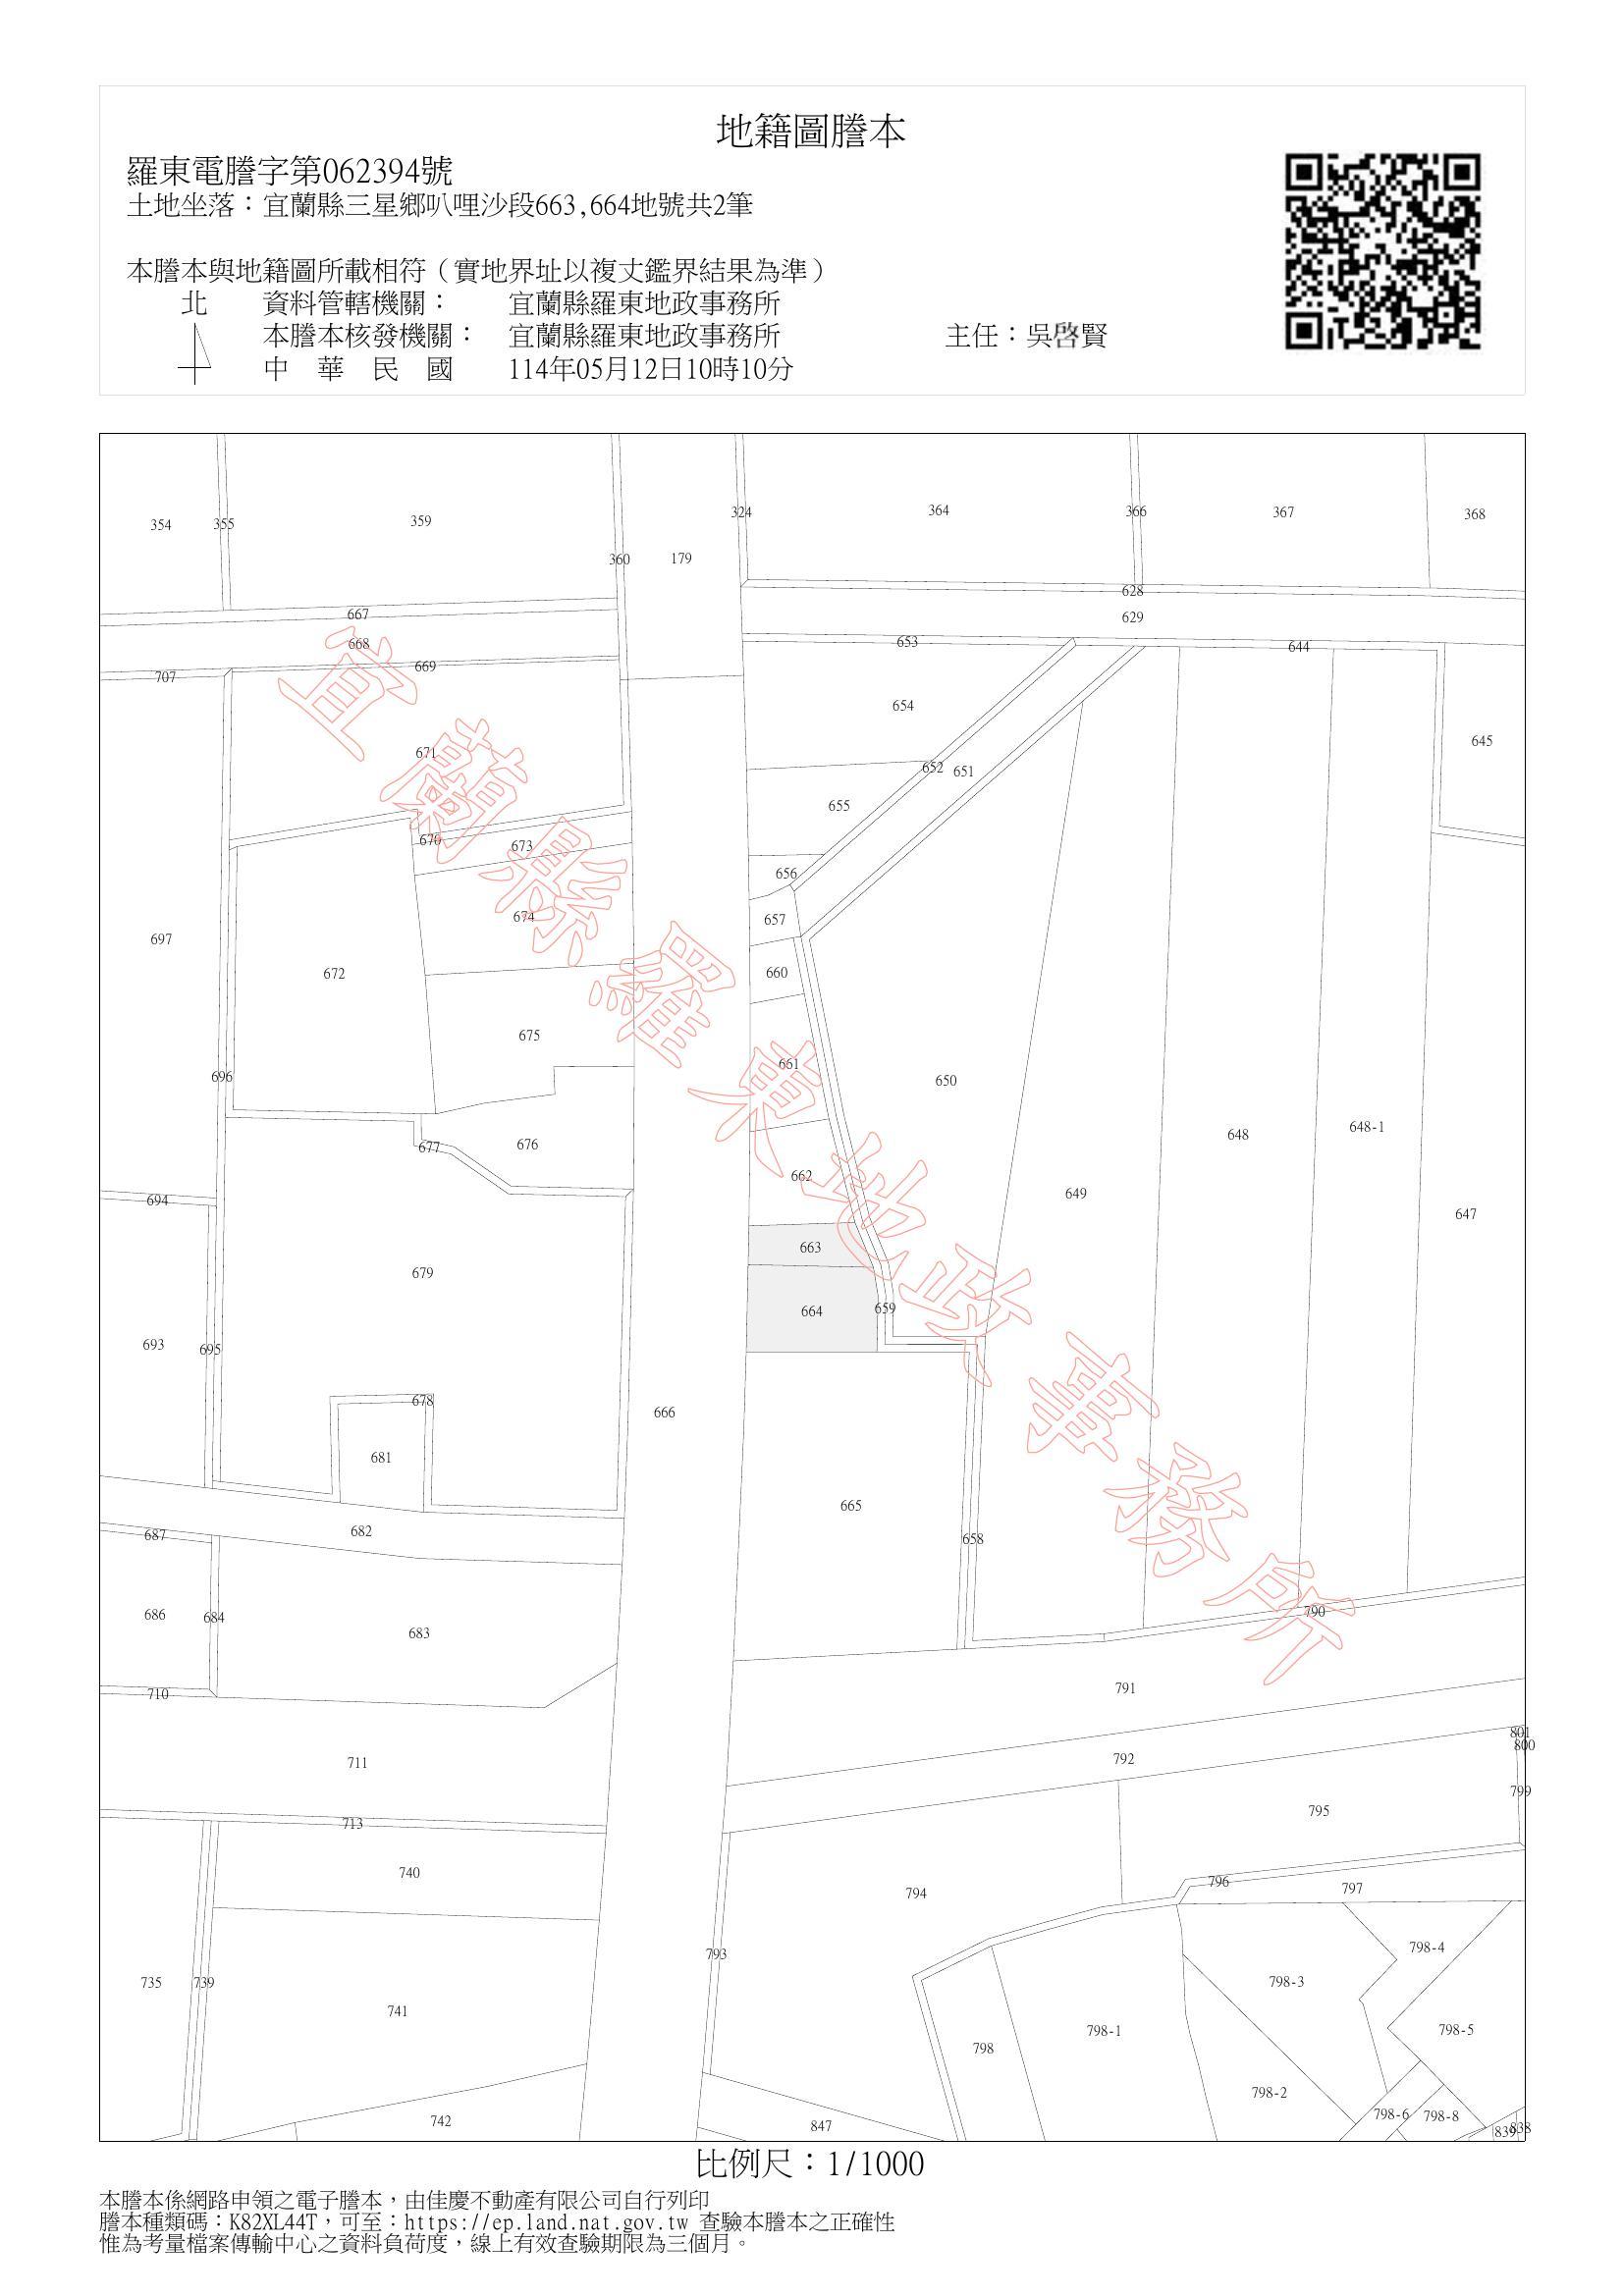 地籍圖謄本
羅東電謄字第062394號
土地坐落：宜蘭縣三星鄉叭哩沙段663,664地號共2筆
本謄本與地籍圖所載相符（實地界址以複丈鑑界結果為準）
北 資料管轄機關： 宜蘭縣羅東地政事務所
本謄本核發機關： 宜蘭縣羅東地政事務所 主任：吳啓賢
中 華 民 國 114年05月12日10時10分
354 355 359 324 364 366 367 368
360 179
628
667 629
668 653 644
707 669
654
671 645
652 651
655
670 673
656
674 657
697
672 660
675
661
696 650
676 677 648 648-1
662
694 649
647
663
679
664 659
693 695
678 666
681
665
687 682 658
686 684 683 790
710 791
801
800
711 792
799
713 795
740 796 797
794
793 798-4
735 739 798-3
741 798-1 798-5
798
798-2
742 847 798-6 798-8
839 838
宜蘭縣羅東地政事務所
比例尺：1/1000
本謄本係網路申領之電子謄本，由佳慶不動產有限公司自行列印
謄本種類碼：K82XL44T，可至：https://ep.land.nat.gov.tw 查驗本謄本之正確性
惟為考量檔案傳輸中心之資料負荷度，線上有效查驗期限為三個月。